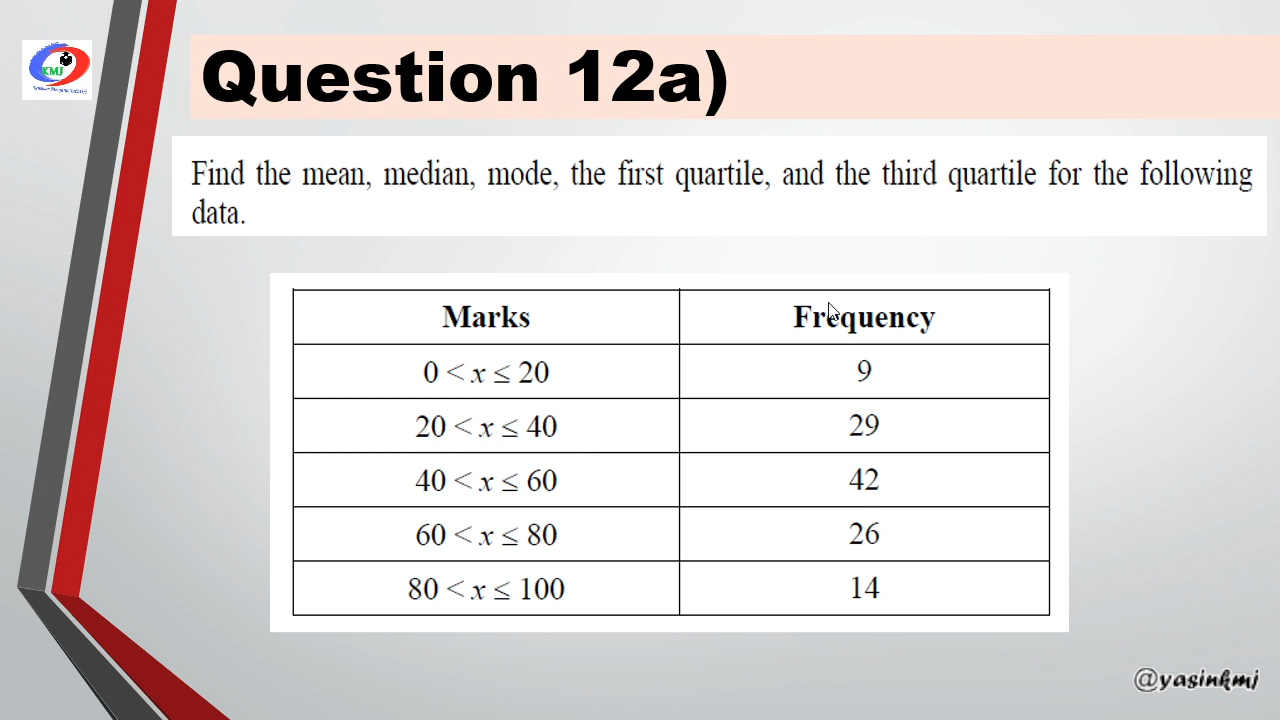 KMJ
Question 12a)
Find the mean, median, mode, the first quartile, and the third quartile for the following
data.
Marks Frequency
0 < x ≤ 20 9
20 < x ≤ 40 29
40 < x ≤ 60 42
60 < x ≤ 80 26
80 < x ≤ 100 14
@yasinkmj